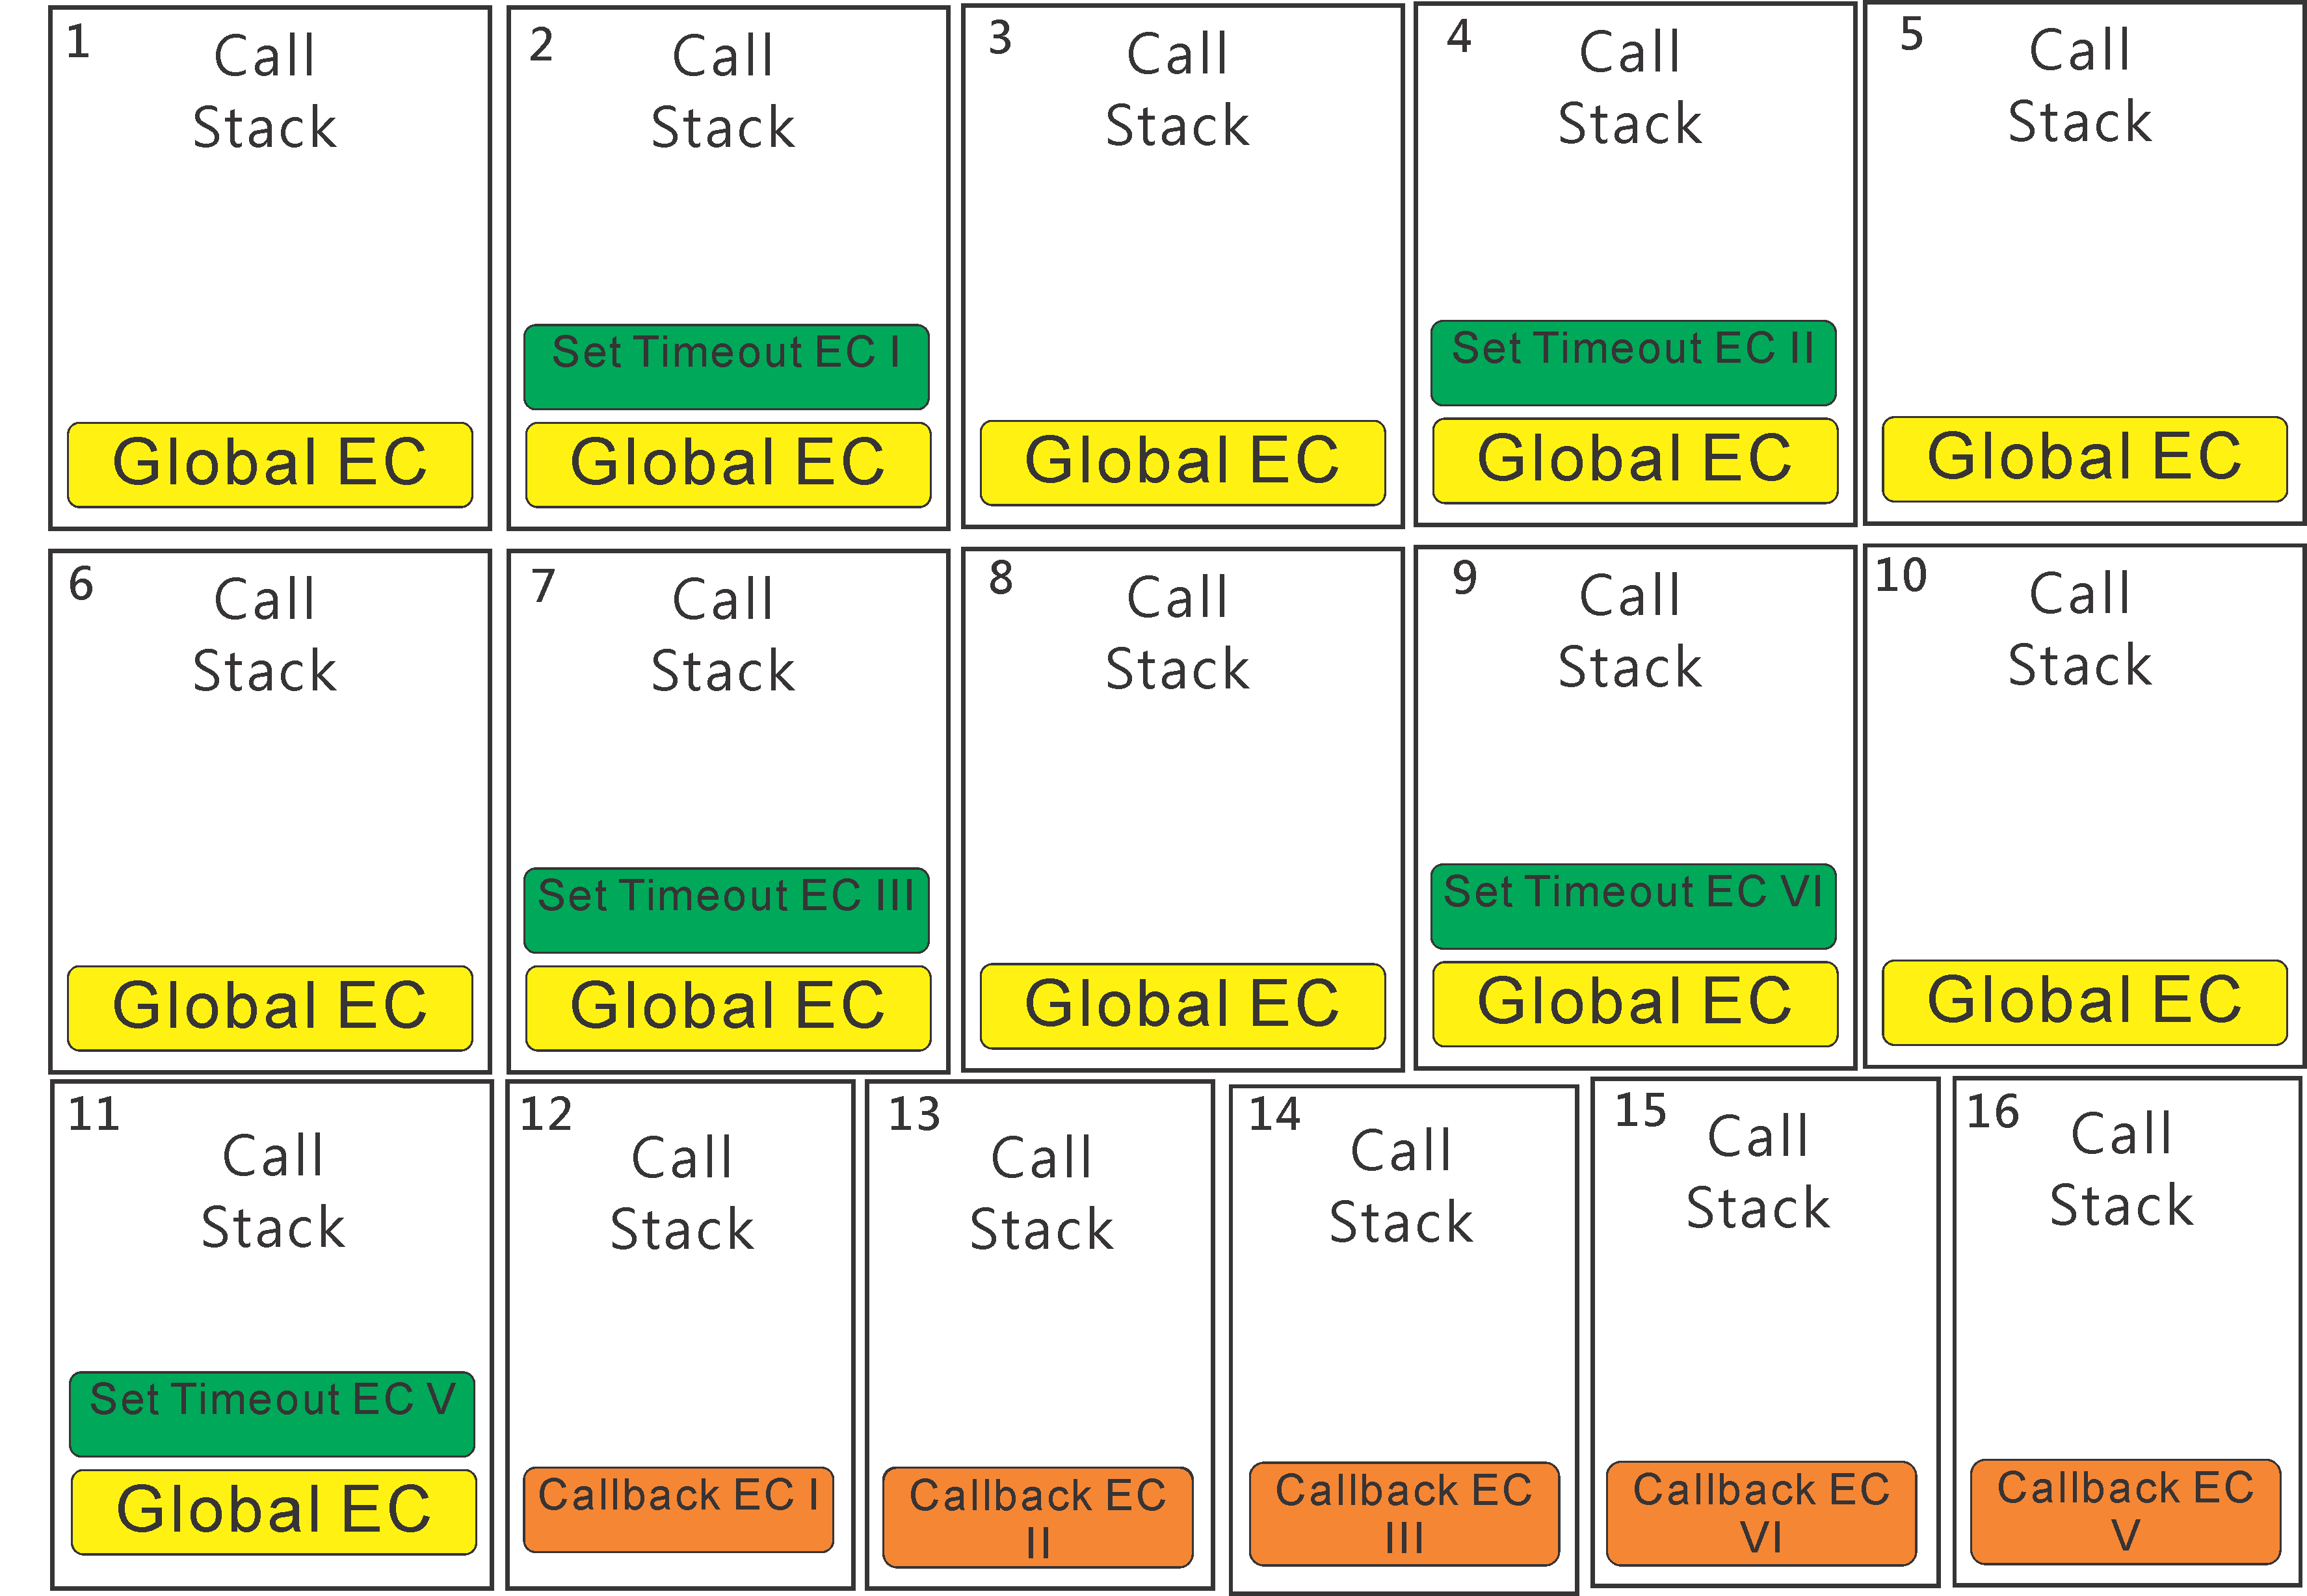 1
Call
Stack
Global EC
2
Call
Stack
Set Timeout EC I
Global EC
3
Call
Stack
Global EC
4
Call
Stack
Set Timeout EC II
Global EC
5
Call
Stack
Global EC
6
Call
Stack
Global EC
7
Call
Stack
Set Timeout EC III
Global EC
8
Call
Stack
Global EC
9
Call
Stack
Set Timeout EC VI
Global EC
10
Call
Stack
Global EC
11
Call
Stack
Set Timeout EC V
Global EC
12
Call
Stack
Callback EC I
13
Call
Stack
Callback EC
II
14
Call
Stack
Callback EC
III
15
Call
Stack
Callback EC
VI
16
Call
Stack
Callback EC
V